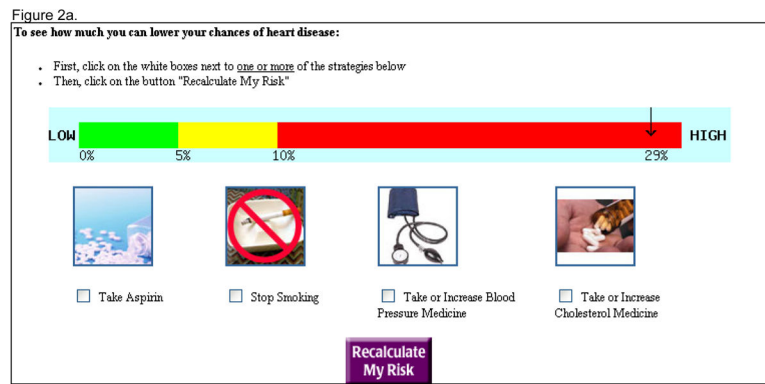 Figure 2a.
To see how much you can lower your chances of heart disease:
• First, click on the white boxes next to one or more of the strategies below
• Then, click on the button "Recalculate My Risk"
LOW HIGH
0% 5% 10% 29%
Take Aspirin Stop Smoking Take or Increase Blood Take or Increase
Pressure Medicine Cholesterol Medicine
Recalculate
My Risk